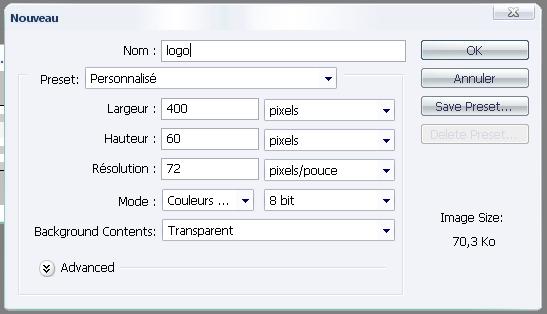 Nouveau
Nom : logo
OK
Preset: Personnalisé
Annuler
Largeur : 400 pixels
Save Preset...
Hauteur : 60 pixels
Delete Preset...
Résolution : 72 pixels/pouce
Mode : Couleurs ... 8 bit
Image Size:
Background Contents: Transparent
70,3 Ko
Advanced